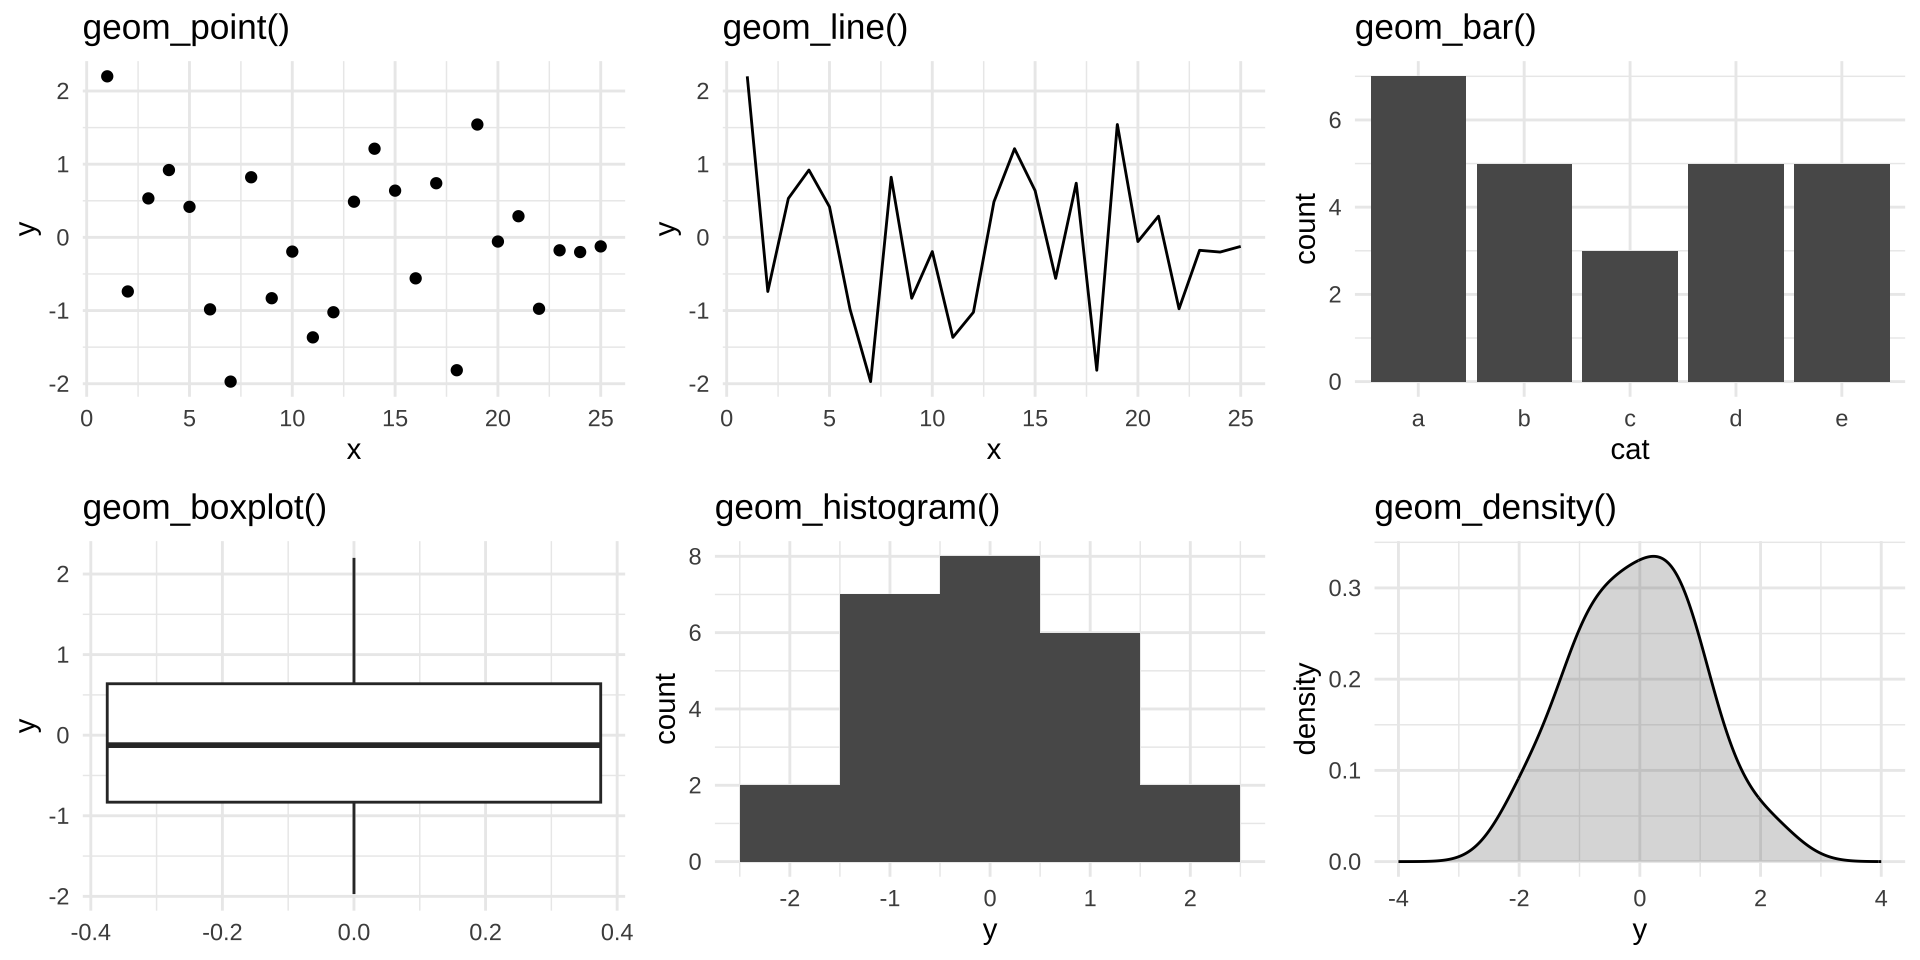 geom_point()
2
1
0
-1
-2
y
0 5 10 15 20 25
x
geom_line()
2
1
0
-1
-2
y
0 5 10 15 20 25
x
geom_bar()
6
4
2
0
count
a b c d e
cat
geom_boxplot()
2
1
0
-1
-2
y
-0.4 -0.2 0.0 0.2 0.4
geom_histogram()
8
6
4
2
0
count
-2 -1 0 1 2
y
geom_density()
0.3
0.2
0.1
0.0
density
-4 -2 0 2 4
y